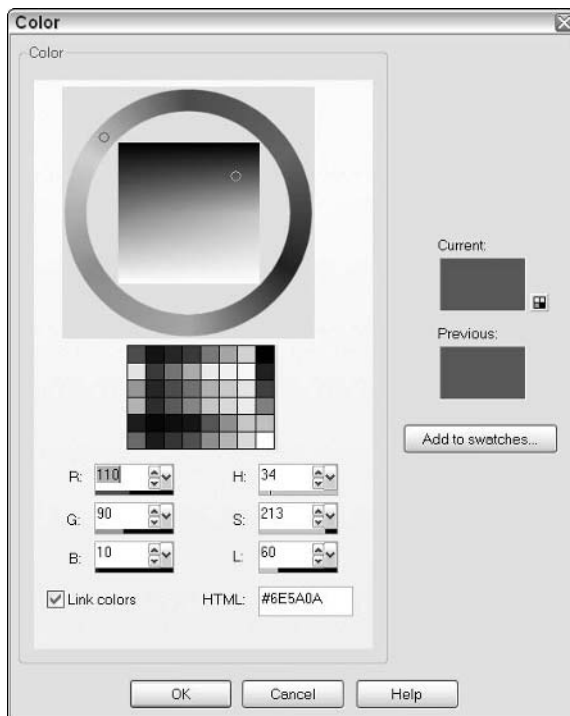 Color
Color
Current:
Previous:
Add to swatches...
R: 110 H: 34
G: 90 S: 213
B: 10 L: 60
Link colors HTML: #6E5A0A
OK Cancel Help